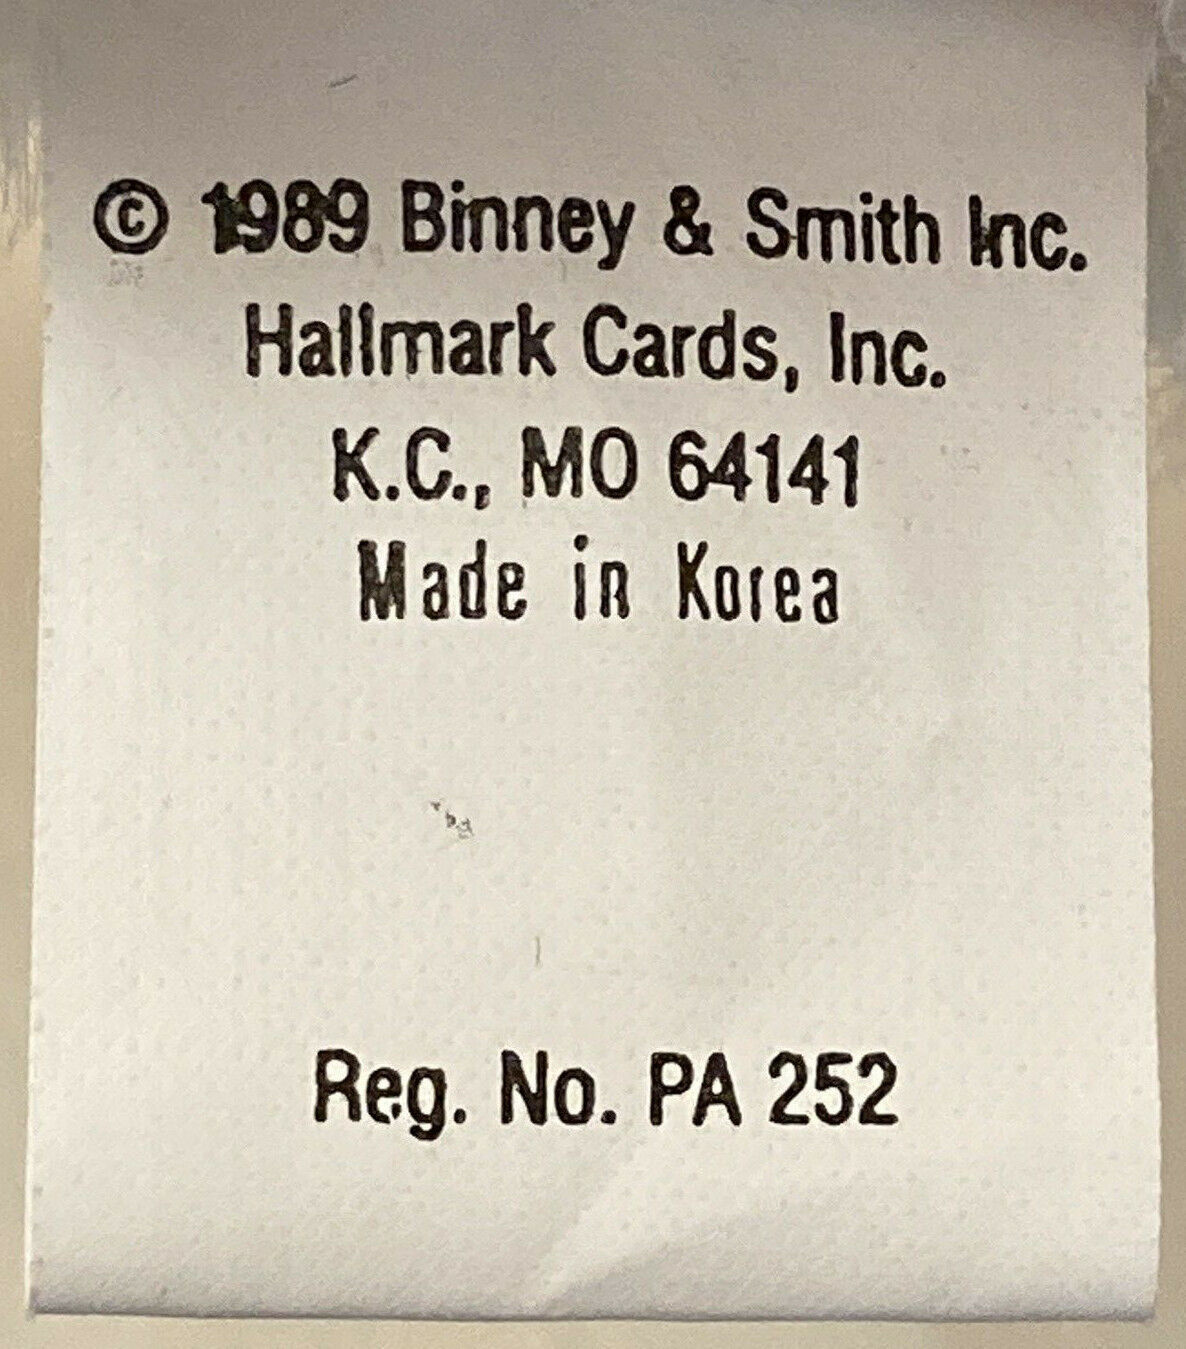 © 1989 Binney & Smith Inc.
Hallmark Cards, Inc.
K.C., MO 64141
Made in Korea
Reg. No. PA 252